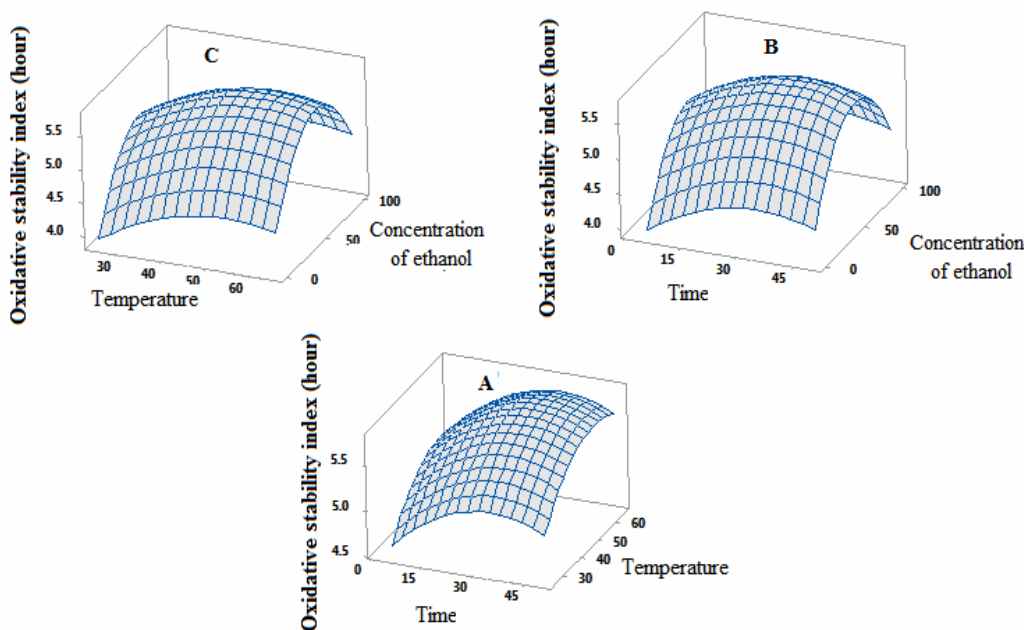 Oxidative stability index (hour)
C
5.5
5.0
4.5
4.0
30
40
50
60
Temperature
0
50
100
Concentration
of ethanol
Oxidative stability index (hour)
B
5.5
5.0
4.5
4.0
0
15
30
45
Time
0
50
100
Concentration
of ethanol
Oxidative stability index (hour)
A
5.5
5.0
4.5
0
15
30
45
Time
30
40
50
60
Temperature